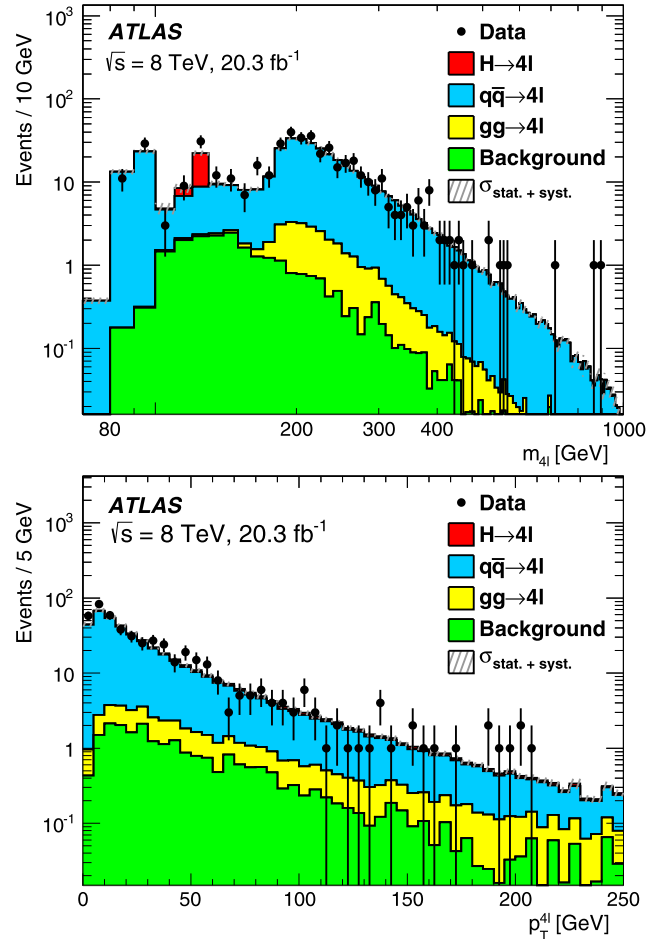 ATLAS
√s = 8 TeV, 20.3 fb⁻¹
Data
H→4l
qq̅→4l
gg→4l
Background
σstat. + syst.
Events / 10 GeV
10³
10²
10
1
10⁻¹
80 200 300 400 1000
m4l [GeV]
ATLAS
√s = 8 TeV, 20.3 fb⁻¹
Data
H→4l
qq̅→4l
gg→4l
Background
σstat. + syst.
Events / 5 GeV
10³
10²
10
1
10⁻¹
0 50 100 150 200 250
pT4l [GeV]